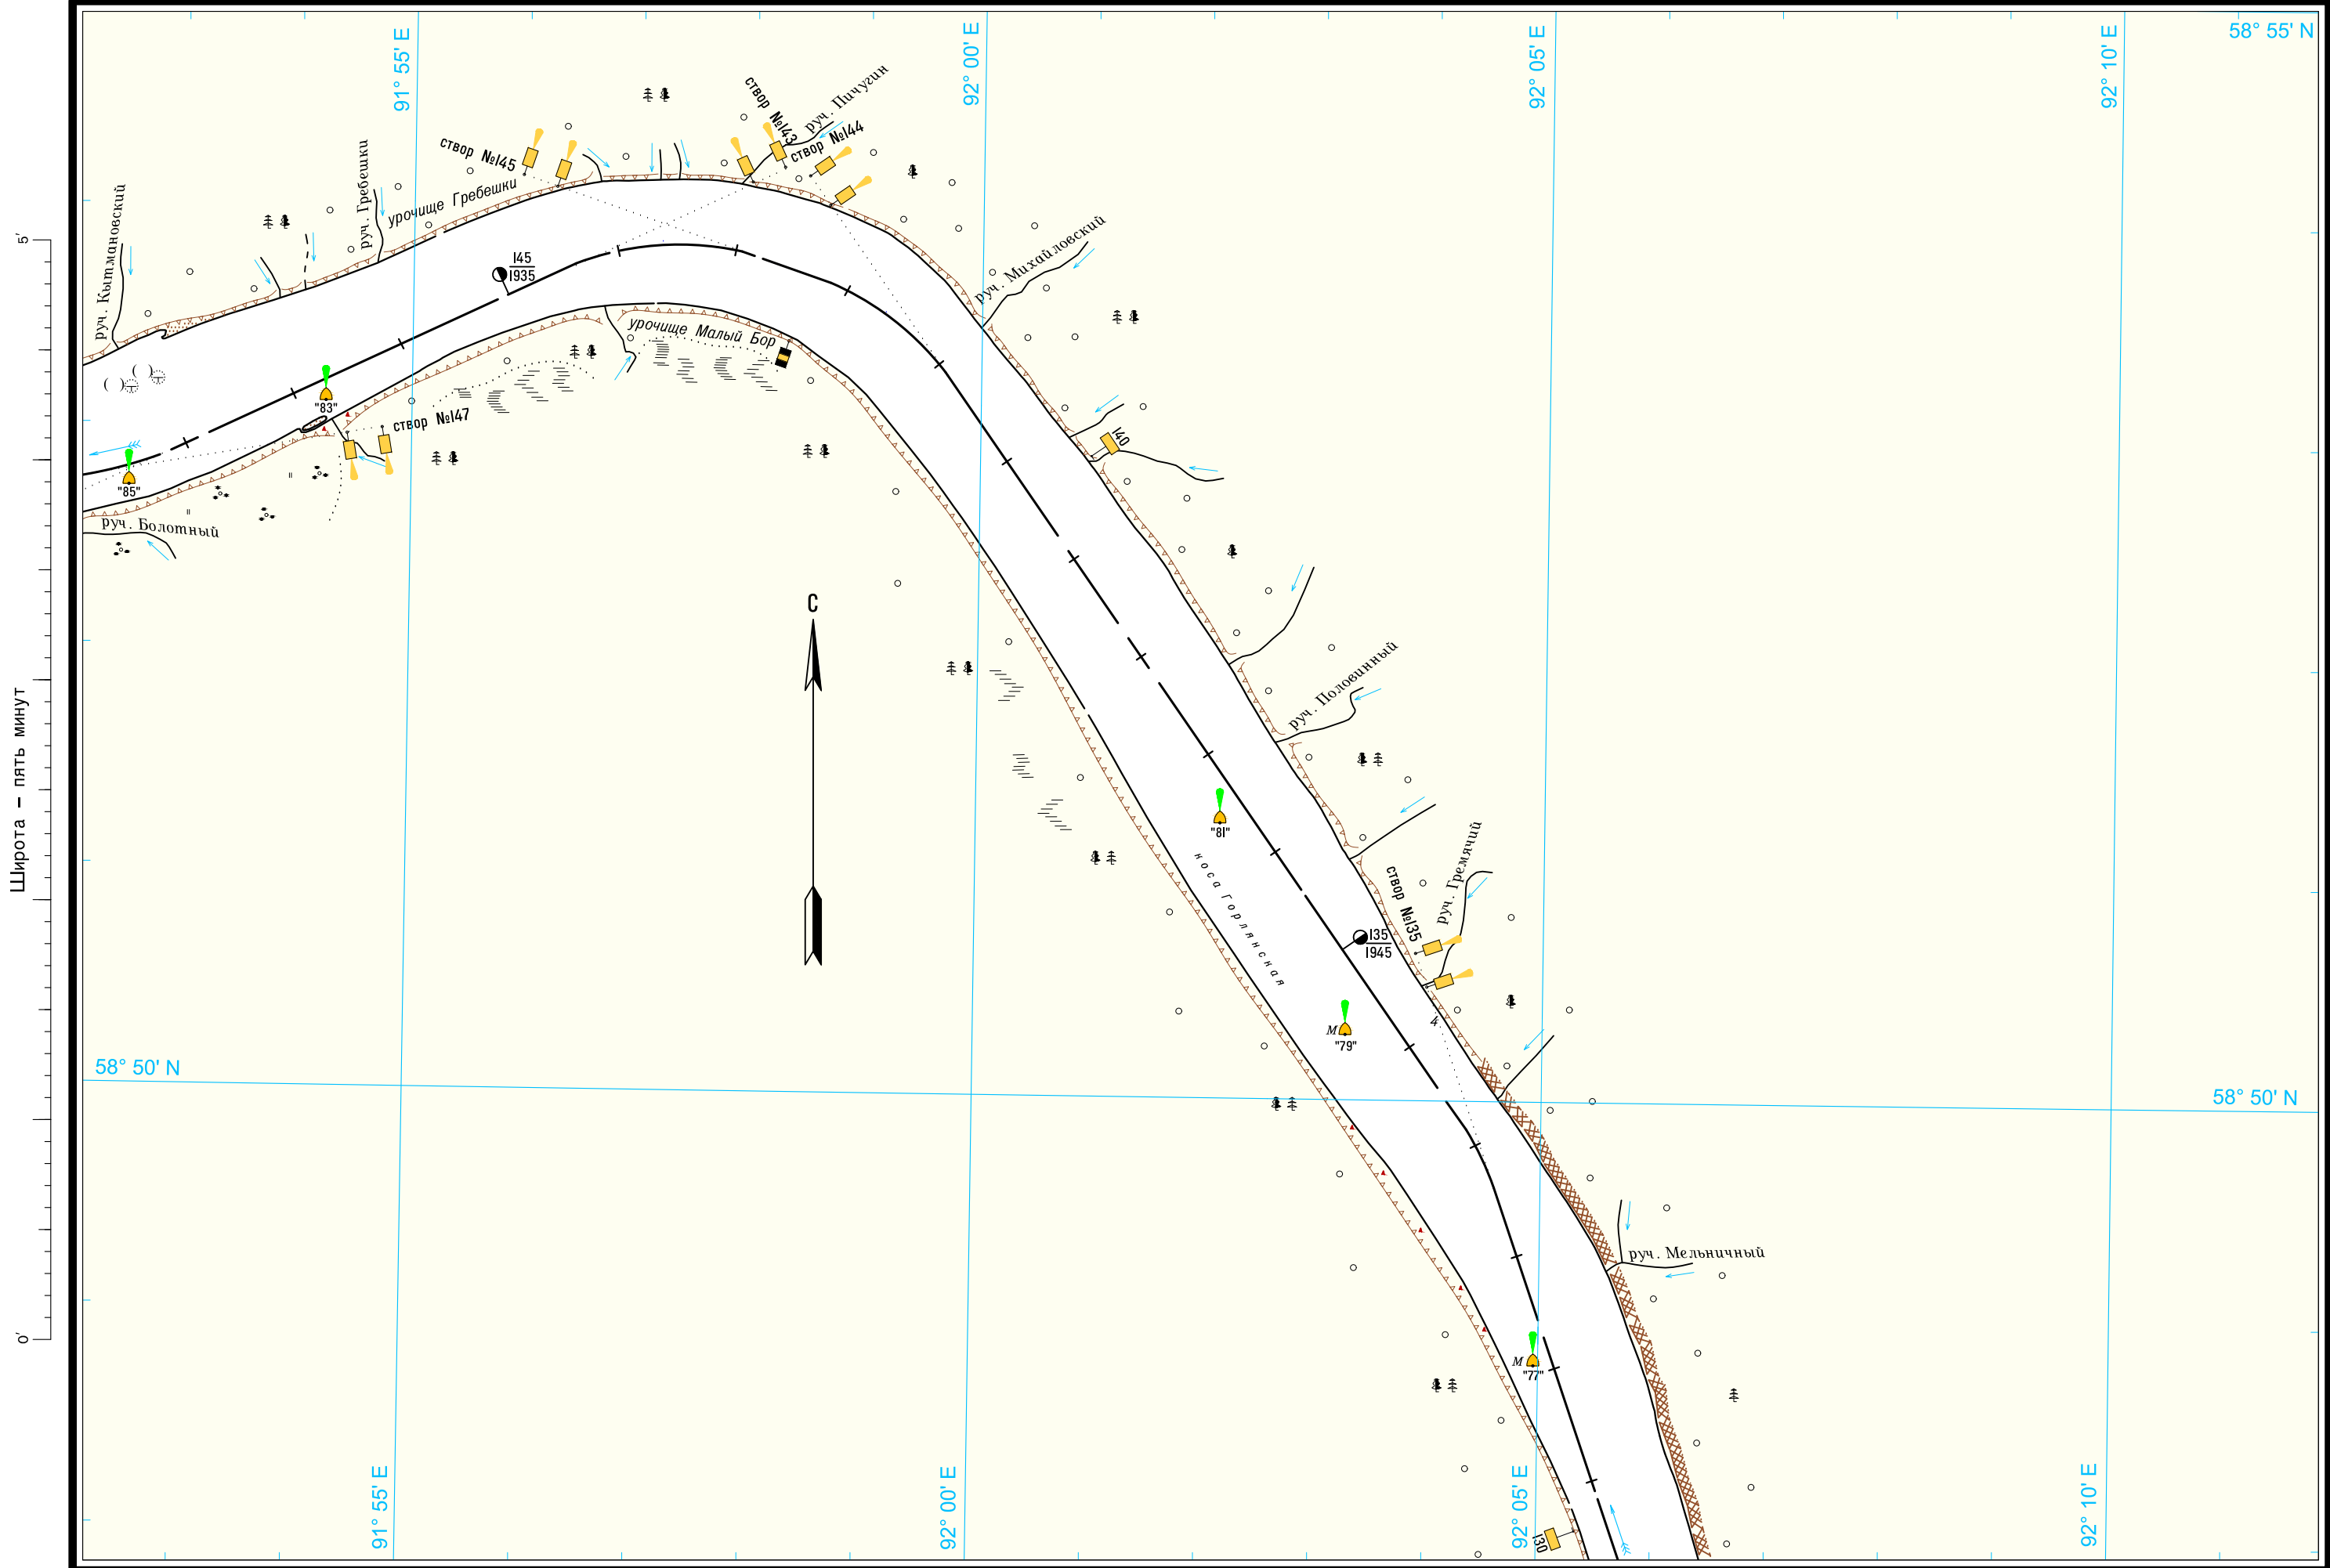 91° 55' E
92° 00' E
92° 05' E
92° 10' E
58° 55' N
створ №143
руч. Пичугин
створ №144
створ №145
руч. Гребешки
урочище Гребешки
руч. Кытмановский
5'
руч. Михайловский
145
1935
урочище Малый Бор
"83"
створ №147
140
"85"
руч. Болотный
С
руч. Половинный
Широта – пять минут
"81"
коса Горлянская
створ №135
руч. Гремячий
135
1945
М
"79"
4
58° 50' N
58° 50' N
руч. Мельничный
0'
М
"77"
91° 55' E
92° 00' E
92° 05' E
130
92° 10' E